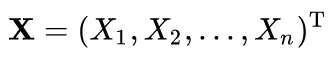 𝐗 = (X₁, X₂, . . . , Xₙ)ᵀ